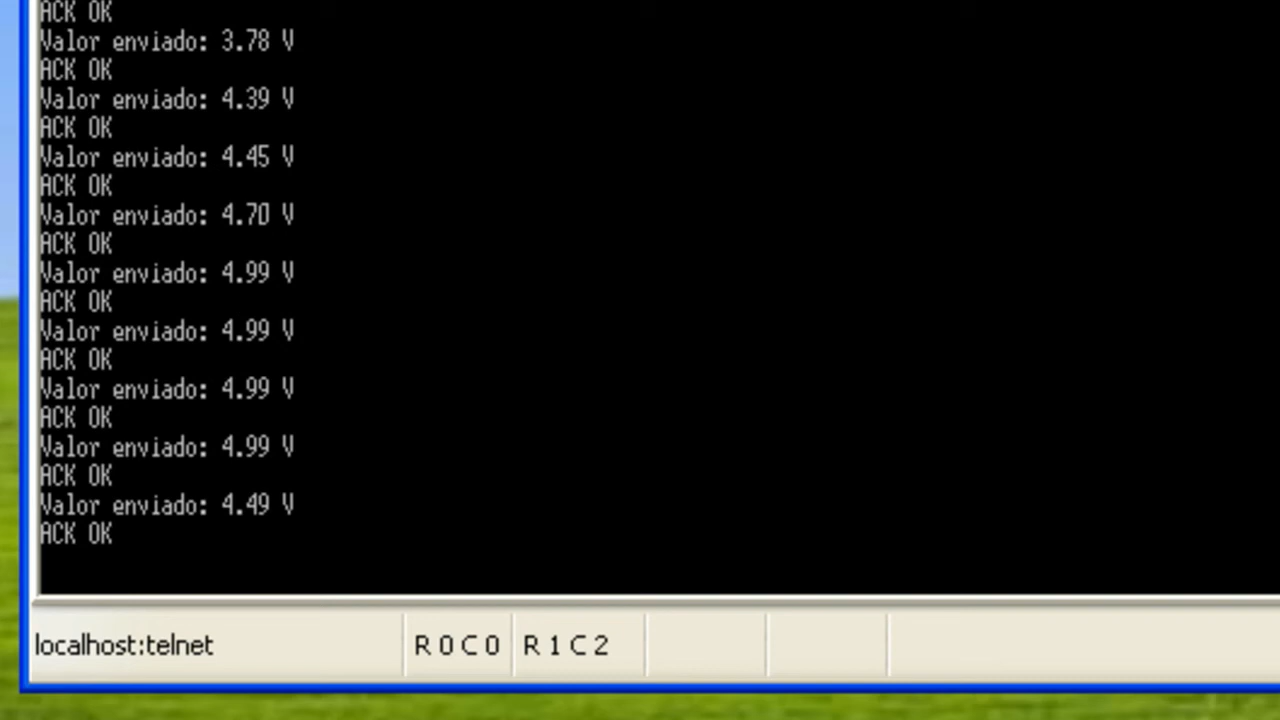 ACK OK
Valor enviado: 3.78 V
ACK OK
Valor enviado: 4.39 V
ACK OK
Valor enviado: 4.45 V
ACK OK
Valor enviado: 4.70 V
ACK OK
Valor enviado: 4.99 V
ACK OK
Valor enviado: 4.99 V
ACK OK
Valor enviado: 4.99 V
ACK OK
Valor enviado: 4.99 V
ACK OK
Valor enviado: 4.49 V
ACK OK
localhost:telnet R 0 C 0 R 1 C 2